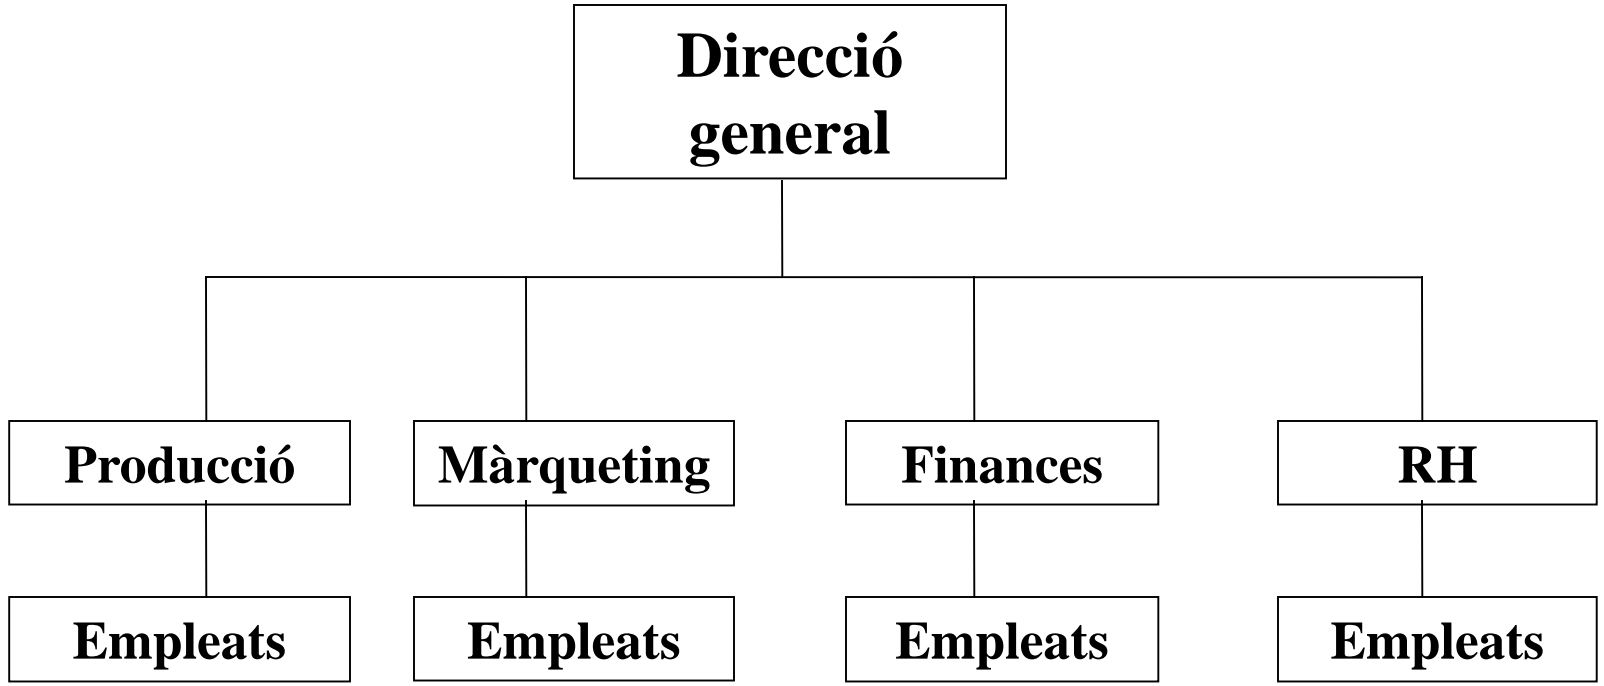 Direcció
general
Producció
Màrqueting
Finances
RH
Empleats
Empleats
Empleats
Empleats